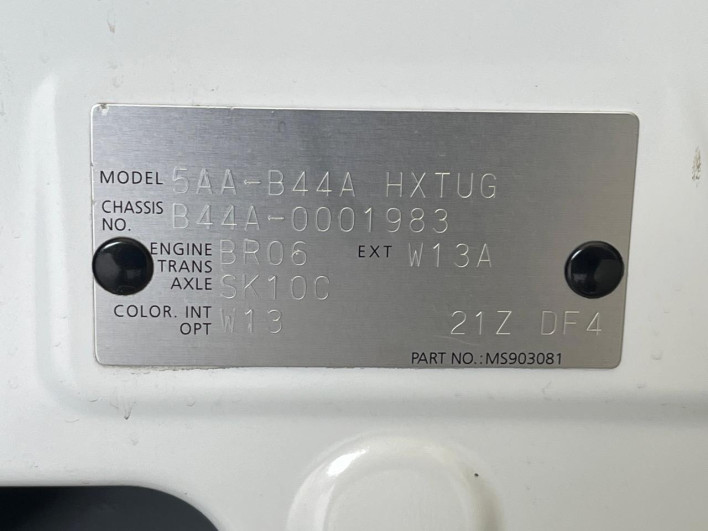 MODEL 5AA-B44A HXTUG
CHASSIS NO. B44A-0001983
ENGINE BR06 EXT W13A
TRANS AXLE SK10C
COLOR. INT OPT W13 21Z DF4
PART NO.:MS903081